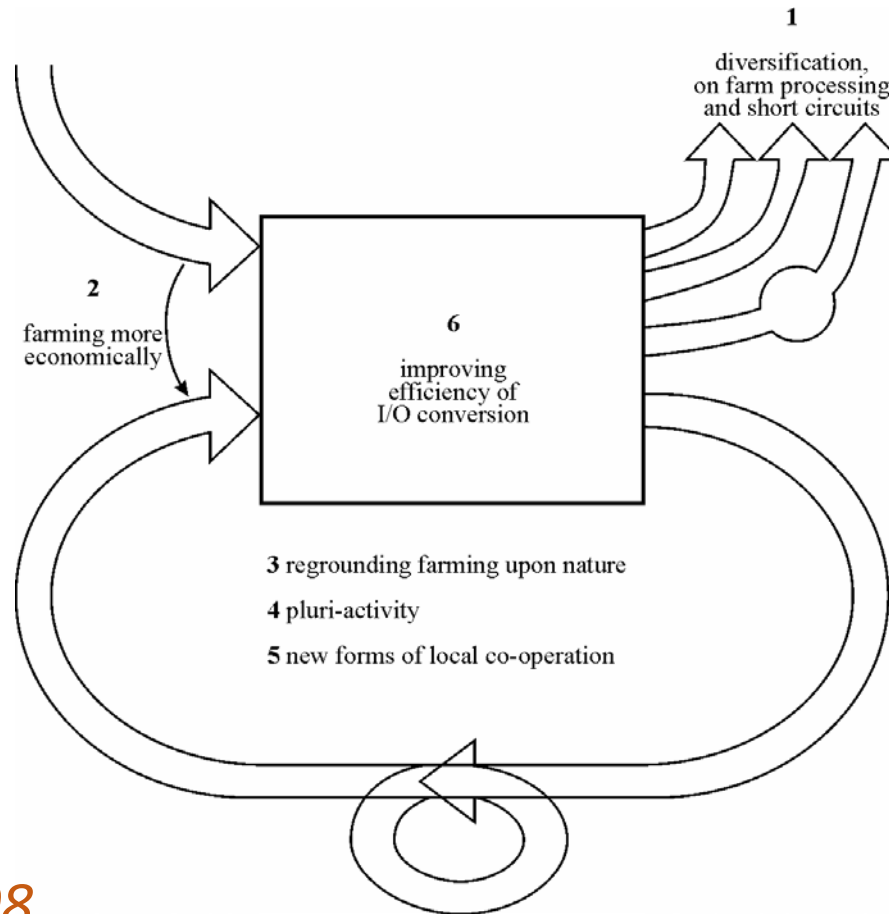 1
diversification,
on farm processing
and short circuits
2
farming more
economically
6
improving
efficiency of
I/O conversion
3 regrounding farming upon nature
4 pluri-activity
5 new forms of local co-operation